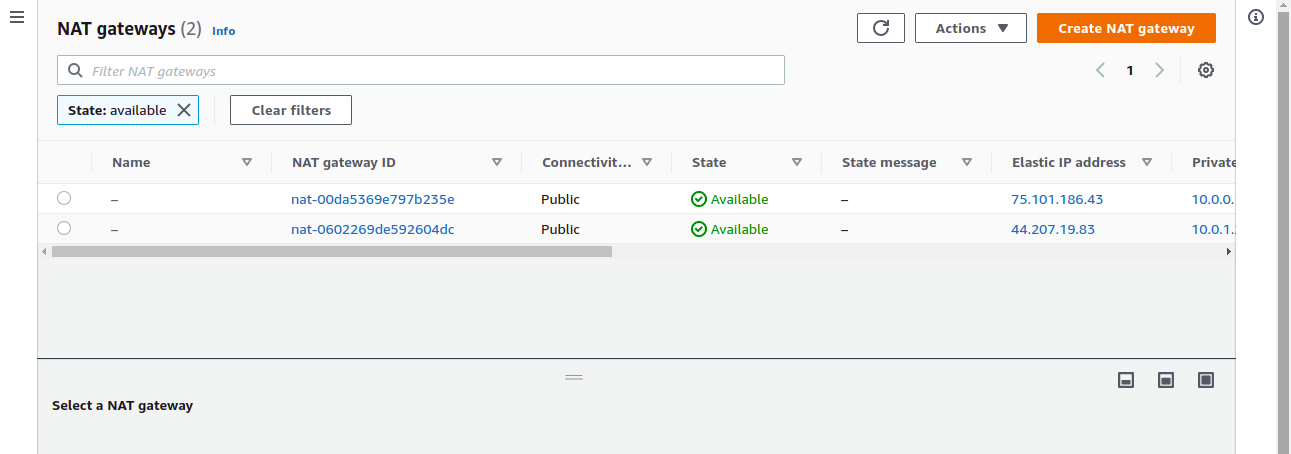 NAT gateways (2) Info
Actions
Create NAT gateway
Filter NAT gateways
1
State: available
Clear filters
Name NAT gateway ID Connectivit... State State message Elastic IP address Private
– nat-00da5369e797b235e Public Available – 75.101.186.43 10.0.0.
– nat-0602269de592604dc Public Available – 44.207.19.83 10.0.1.
Select a NAT gateway